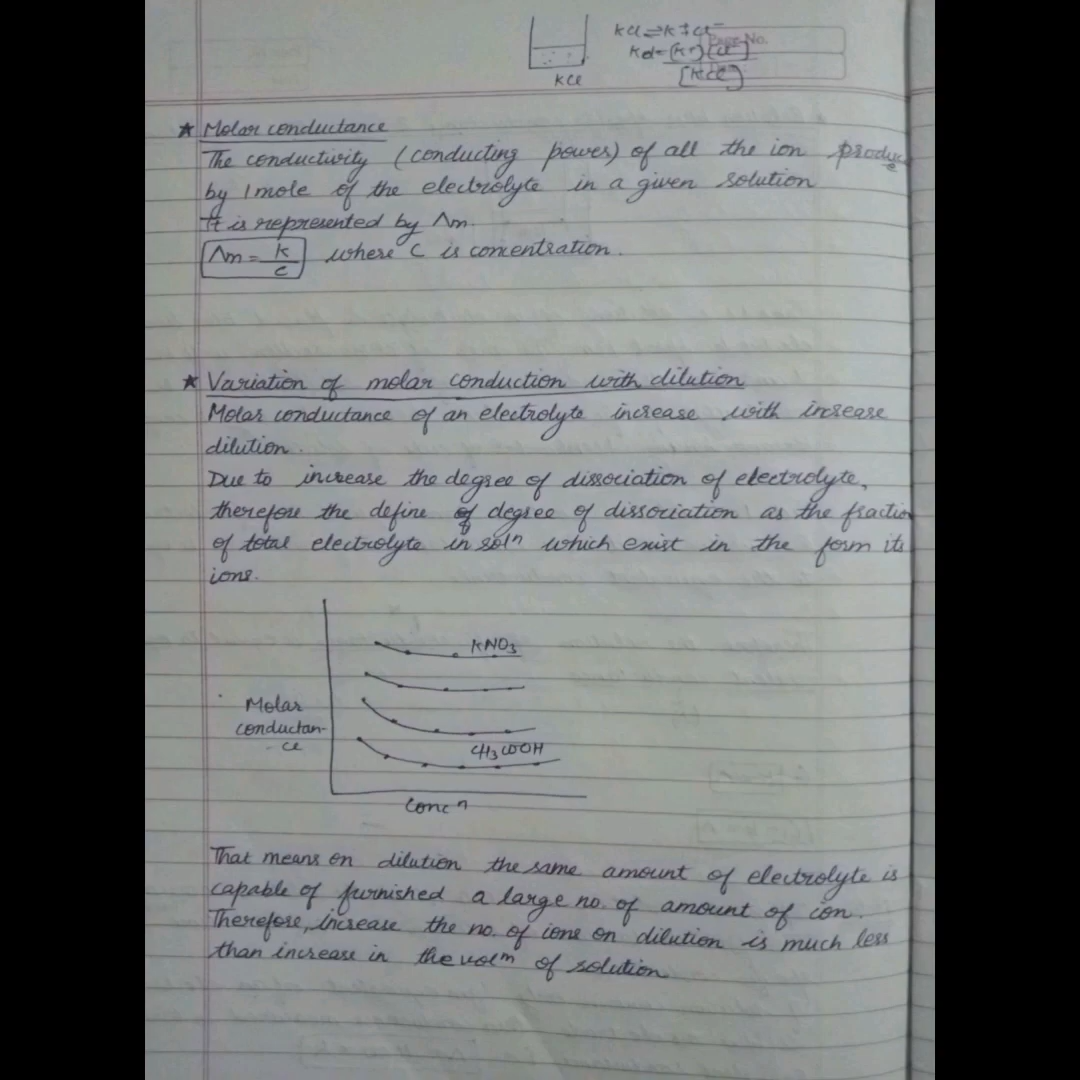 KCl ⇌ K⁺ + Cl⁻
Page No.
Kd = [K⁺] [Cl⁻]
[KCl]
KCl
★ Molar conductance
The conductivity (conducting power) of all the ion produce
by 1 mole of the electrolyte in a given solution
It is represented by Λm.
Λm = K/C where C is concentration.
★ Variation of molar conduction with dilution
Molar conductance of an electrolyte increase with increase
dilution.
Due to increase the degree of dissociation of electrolyte,
therefore the define of degree of dissociation as the fractio
of total electrolyte in solⁿ which exist in the form its
ions.
KNO₃
Molar
conductan-
-ce
CH₃COOH
Concⁿ
That means on dilution the same amount of electrolyte is
capable of furnished a large no. of amount of ion.
Therefore, increase the no. of ions on dilution is much less
than increase in the volᵐ of solution